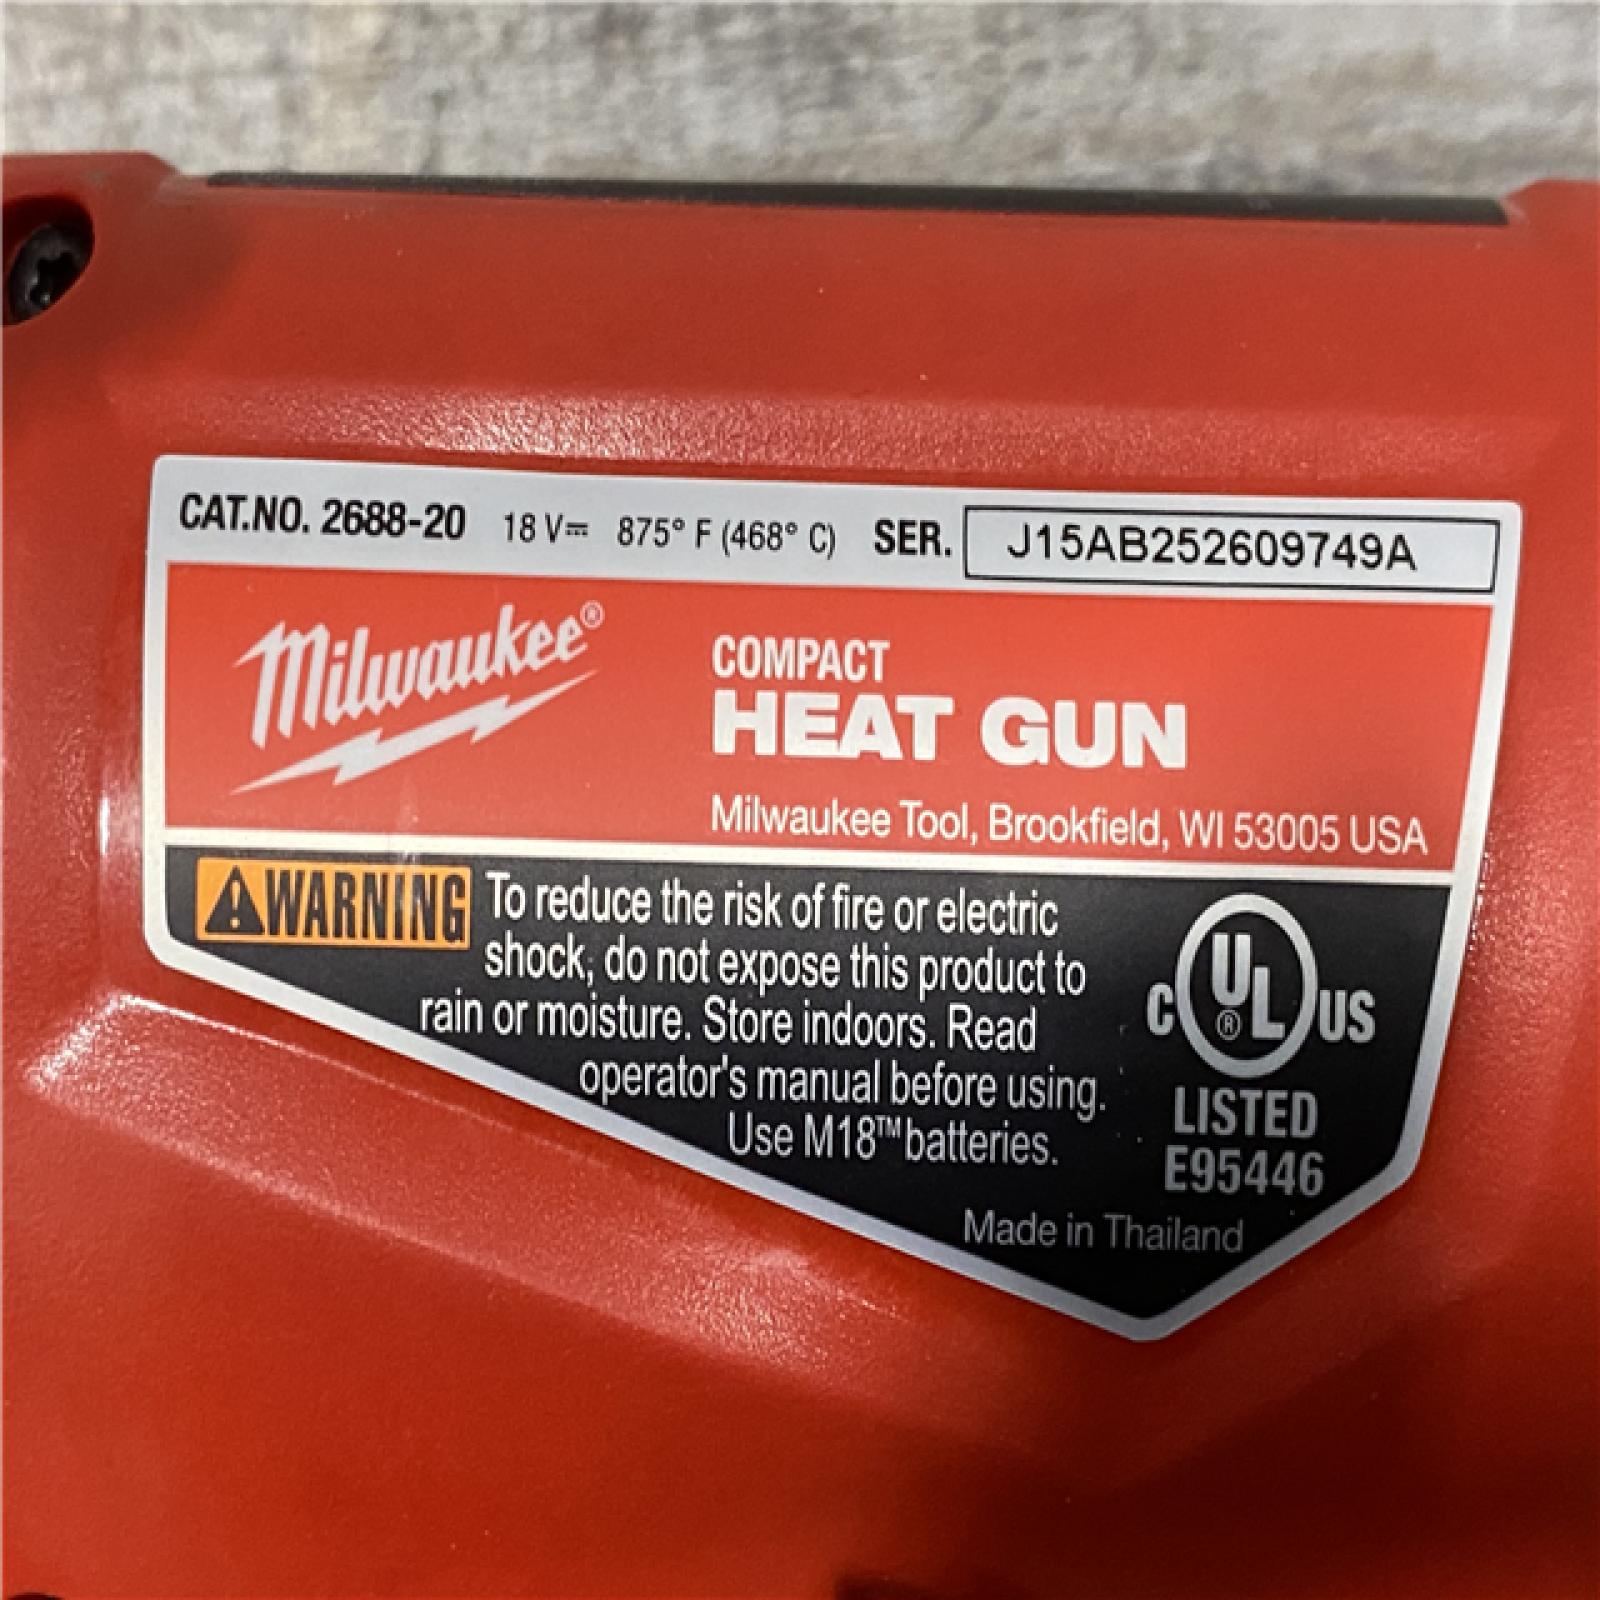 CAT.NO. 2688-20 18 V⎓ 875° F (468° C) SER. J15AB252609749A
Milwaukee®
COMPACT
HEAT GUN
Milwaukee Tool, Brookfield, WI 53005 USA
WARNING To reduce the risk of fire or electric
shock, do not expose this product to
rain or moisture. Store indoors. Read
operator's manual before using.
Use M18™ batteries.
C UL® US
LISTED
E95446
Made in Thailand